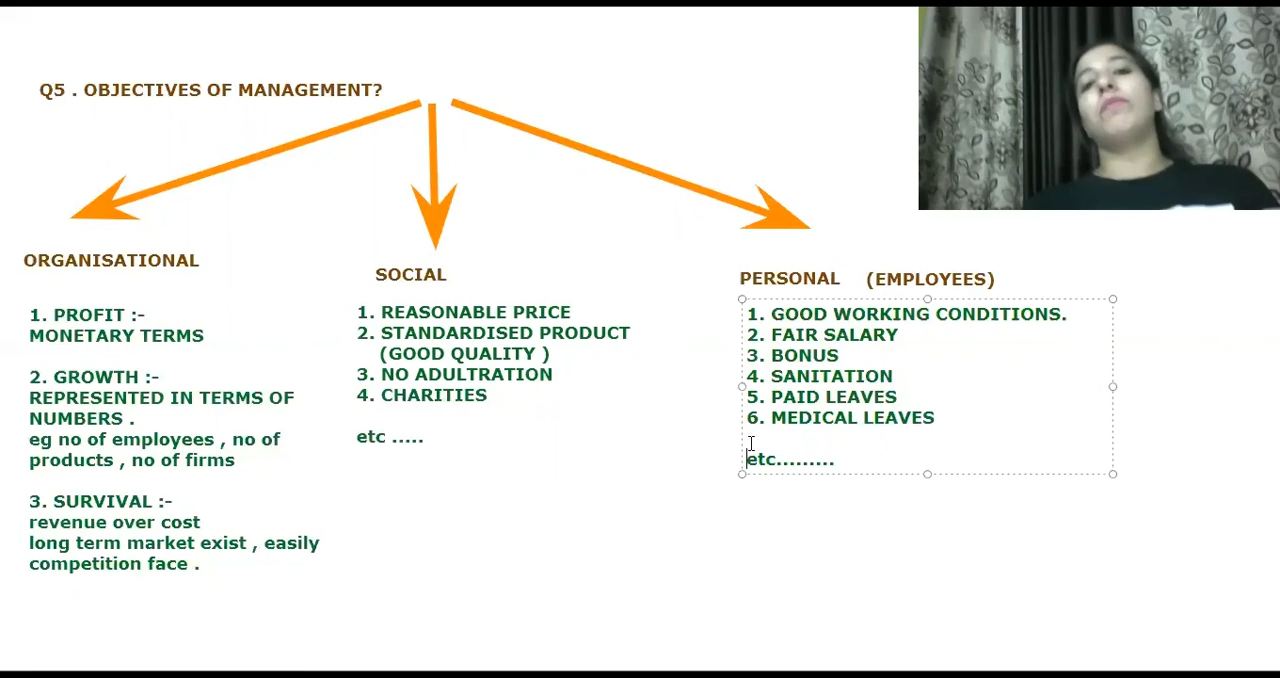 Q5 . OBJECTIVES OF MANAGEMENT?
ORGANISATIONAL
1. PROFIT :-
MONETARY TERMS
2. GROWTH :-
REPRESENTED IN TERMS OF
NUMBERS .
eg no of employees , no of
products , no of firms
3. SURVIVAL :-
revenue over cost
long term market exist , easily
competition face .
SOCIAL
1. REASONABLE PRICE
2. STANDARDISED PRODUCT
(GOOD QUALITY )
3. NO ADULTRATION
4. CHARITIES
etc .....
PERSONAL (EMPLOYEES)
1. GOOD WORKING CONDITIONS.
2. FAIR SALARY
3. BONUS
4. SANITATION
5. PAID LEAVES
6. MEDICAL LEAVES
etc.........